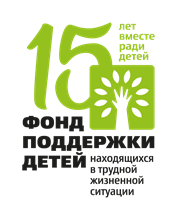 15 лет
вместе
ради
детей
ФОНД
ПОДДЕРЖКИ
ДЕТЕЙ находящихся
в трудной
жизненной
ситуации